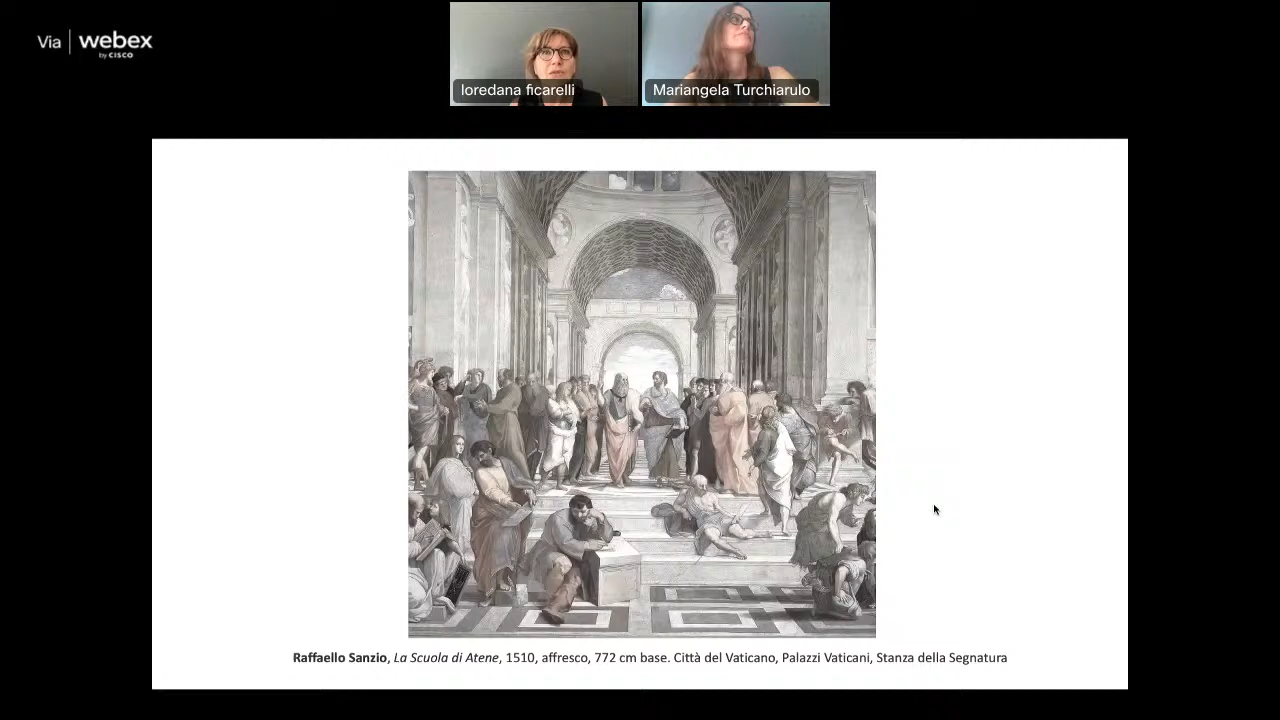 Via webex
by CISCO
loredana ficarelli
Mariangela Turchiarulo
Raffaello Sanzio, La Scuola di Atene, 1510, affresco, 772 cm base. Città del Vaticano, Palazzi Vaticani, Stanza della Segnatura